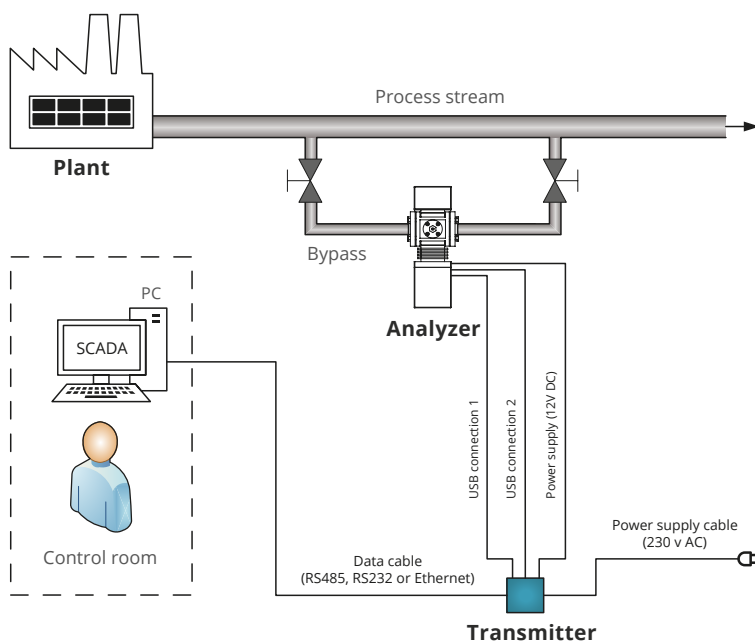 Process stream
Plant
Bypass
PC
SCADA
Analyzer
USB connection 1
USB connection 2
Power supply (12V DC)
Control room
Data cable
(RS485, RS232 or Ethernet)
Power supply cable
(230 v AC)
Transmitter